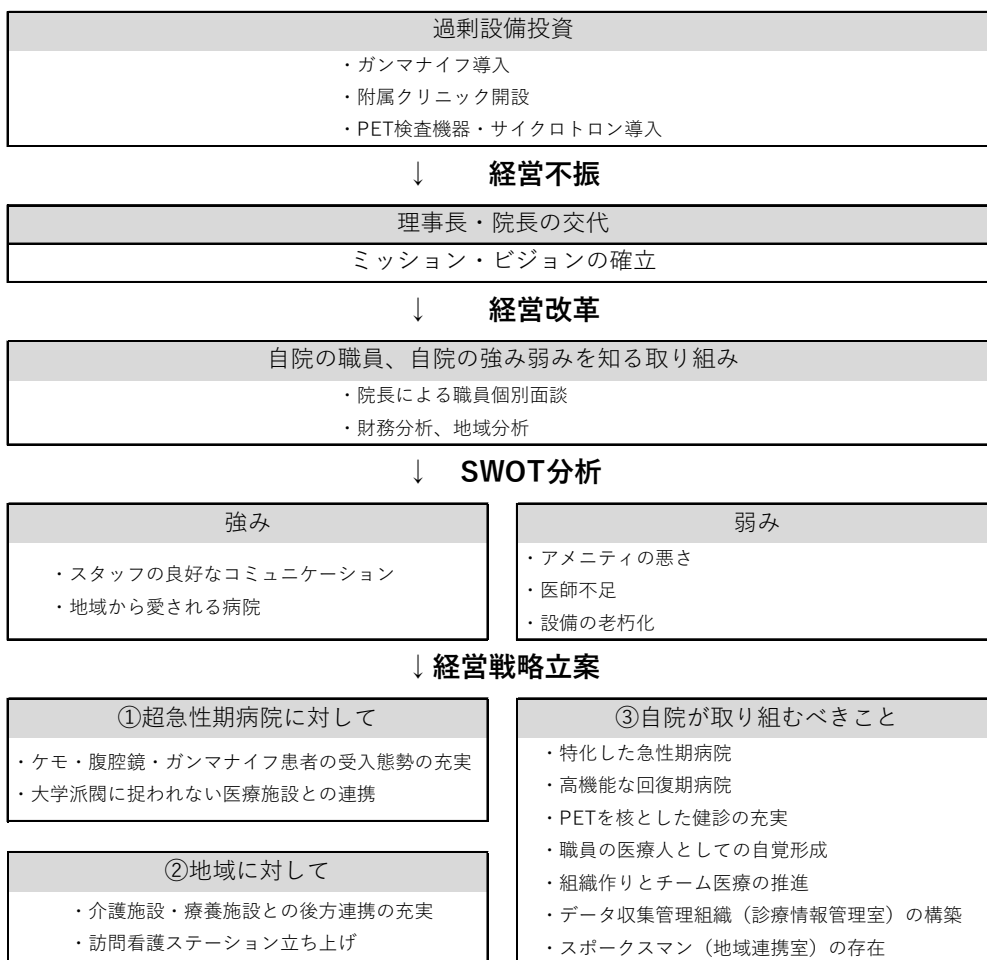 過剰設備投資
・ガンマナイフ導入
・附属クリニック開設
・PET検査機器・サイクロトロン導入
↓ 経営不振
理事長・院長の交代
ミッション・ビジョンの確立
↓ 経営改革
自院の職員、自院の強み弱みを知る取り組み
・院長による職員個別面談
・財務分析、地域分析
↓ SWOT分析
強み
・スタッフの良好なコミュニケーション
・地域から愛される病院
弱み
・アメニティの悪さ
・医師不足
・設備の老朽化
↓経営戦略立案
①超急性期病院に対して
・ケモ・腹腔鏡・ガンマナイフ患者の受入態勢の充実
・大学派閥に捉われない医療施設との連携
②地域に対して
・介護施設・療養施設との後方連携の充実
・訪問看護ステーション立ち上げ
③自院が取り組むべきこと
・特化した急性期病院
・高機能な回復期病院
・PETを核とした健診の充実
・職員の医療人としての自覚形成
・組織作りとチーム医療の推進
・データ収集管理組織（診療情報管理室）の構築
・スポークスマン（地域連携室）の存在